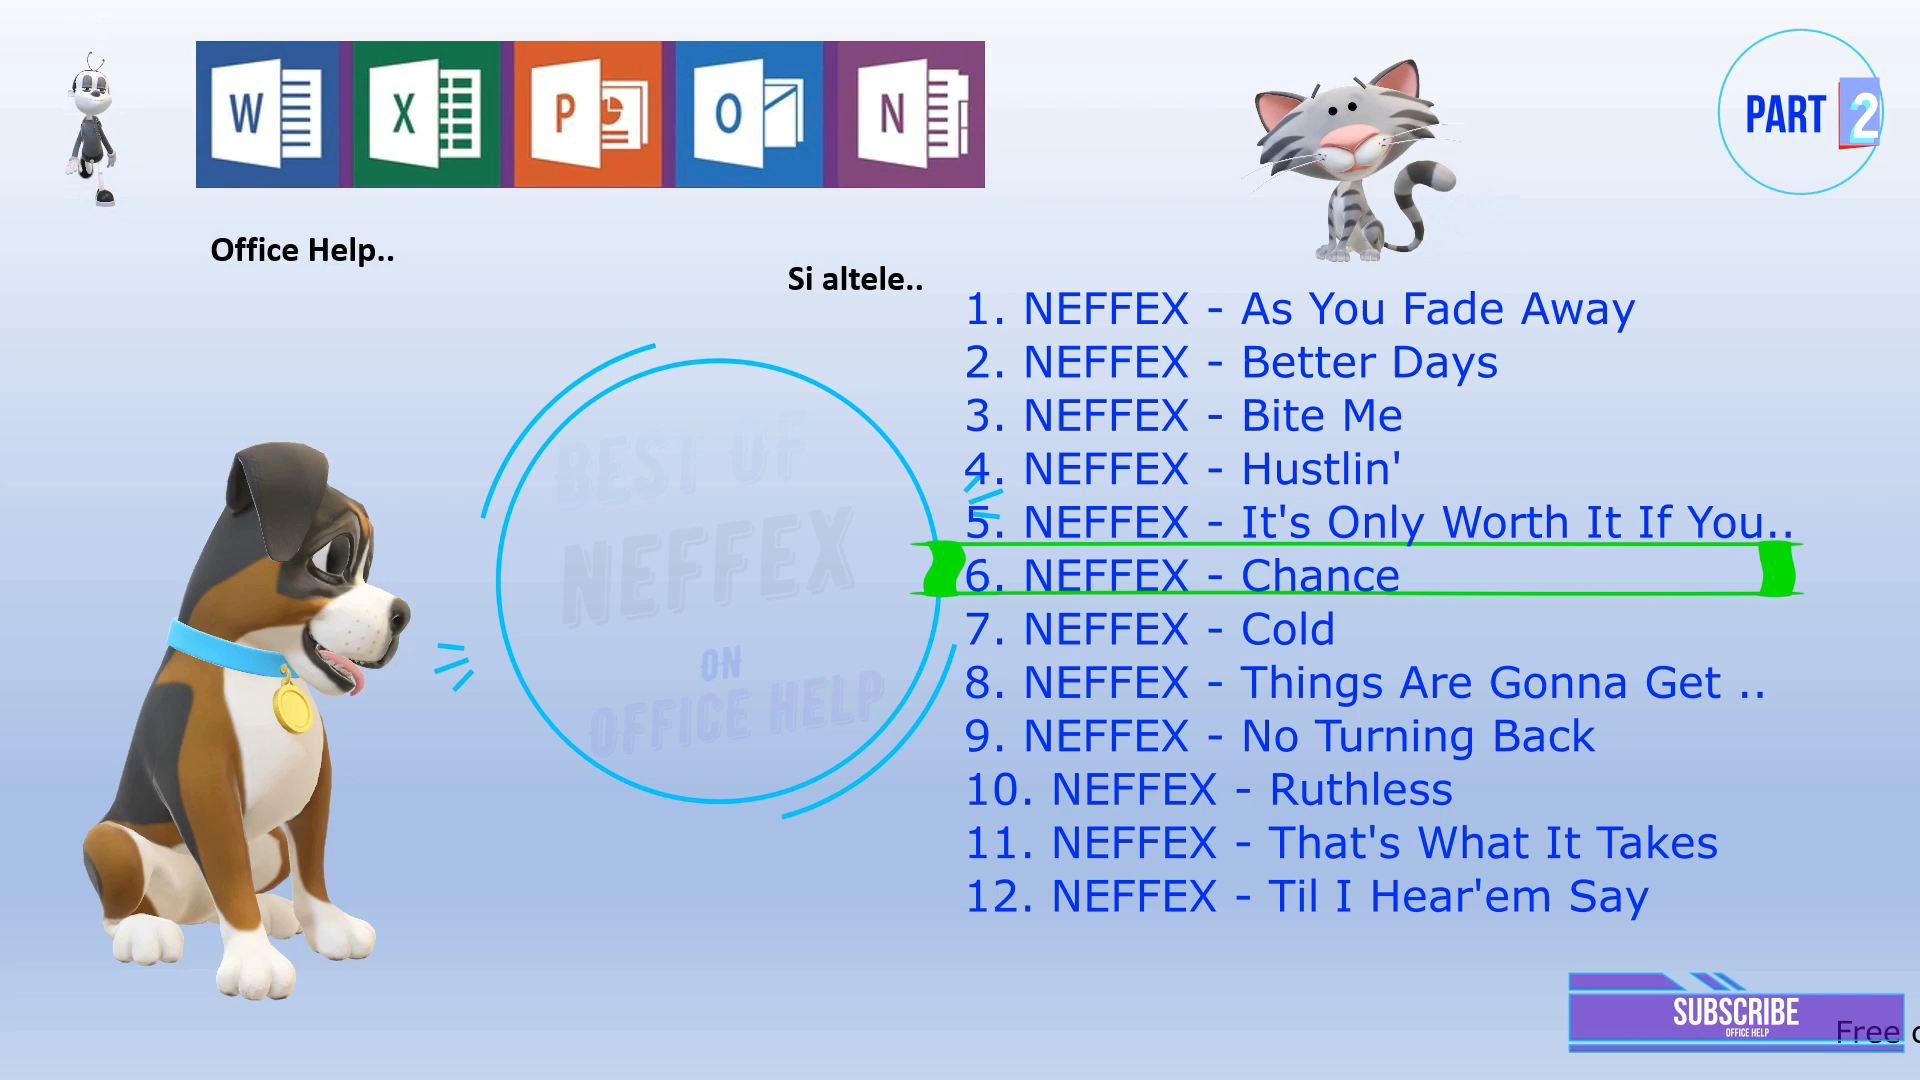 W X P O N
PART 2
Office Help..
Si altele..
BEST OF
NEFFEX
ON
OFFICE HELP
1. NEFFEX - As You Fade Away
2. NEFFEX - Better Days
3. NEFFEX - Bite Me
4. NEFFEX - Hustlin'
5. NEFFEX - It's Only Worth It If You..
6. NEFFEX - Chance
7. NEFFEX - Cold
8. NEFFEX - Things Are Gonna Get ..
9. NEFFEX - No Turning Back
10. NEFFEX - Ruthless
11. NEFFEX - That's What It Takes
12. NEFFEX - Til I Hear'em Say
SUBSCRIBE
OFFICE HELP
Free